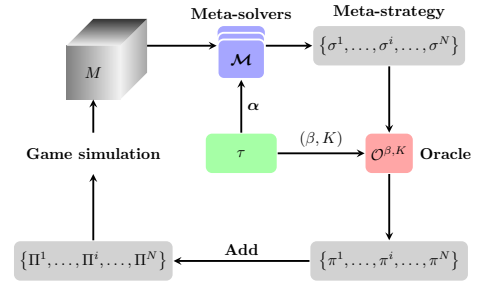 Meta-solvers
Meta-strategy
M
𝓜
{σ¹, …, σⁱ, …, σᴺ}
α
Game simulation
τ
(β, K)
𝒪^{β,K}
Oracle
{Π¹, …, Πⁱ, …, Πᴺ}
Add
{π¹, …, πⁱ, …, πᴺ}